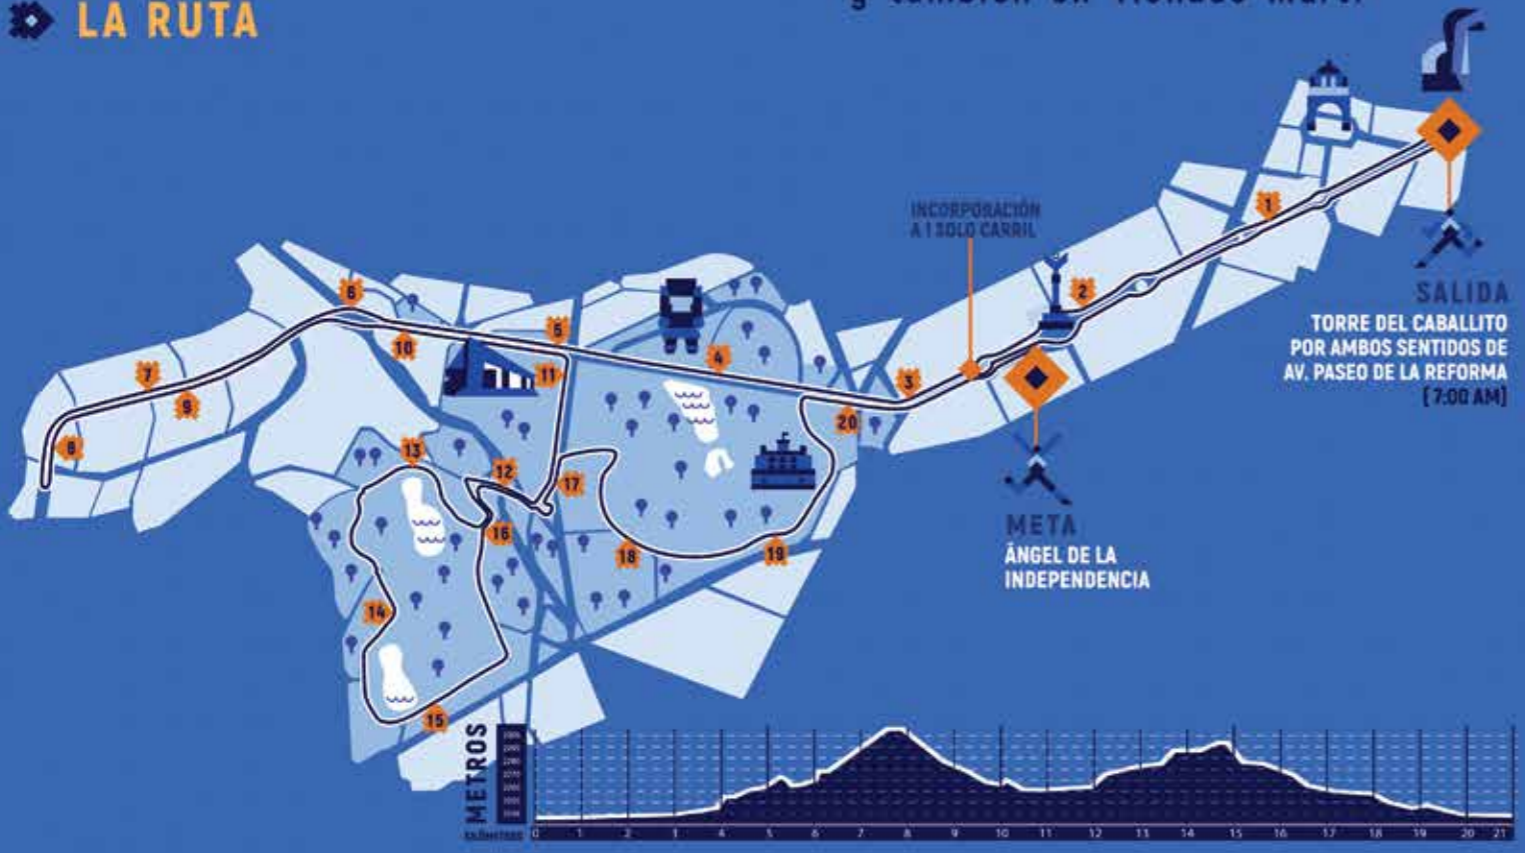 LA RUTA
y también en
1
INCORPORACIÓN
A 1 SOLO CARRIL
2
SALIDA
TORRE DEL CABALLITO
POR AMBOS SENTIDOS DE
AV. PASEO DE LA REFORMA
[7:00 AM]
6
5
10
4
11
7
3
9
20
8
13
12
17
16
18
19
14
15
META
ÁNGEL DE LA
INDEPENDENCIA
METROS
KILÓMETROS
0 1 2 3 4 5 6 7 8 9 10 11 12 13 14 15 16 17 18 19 20 21